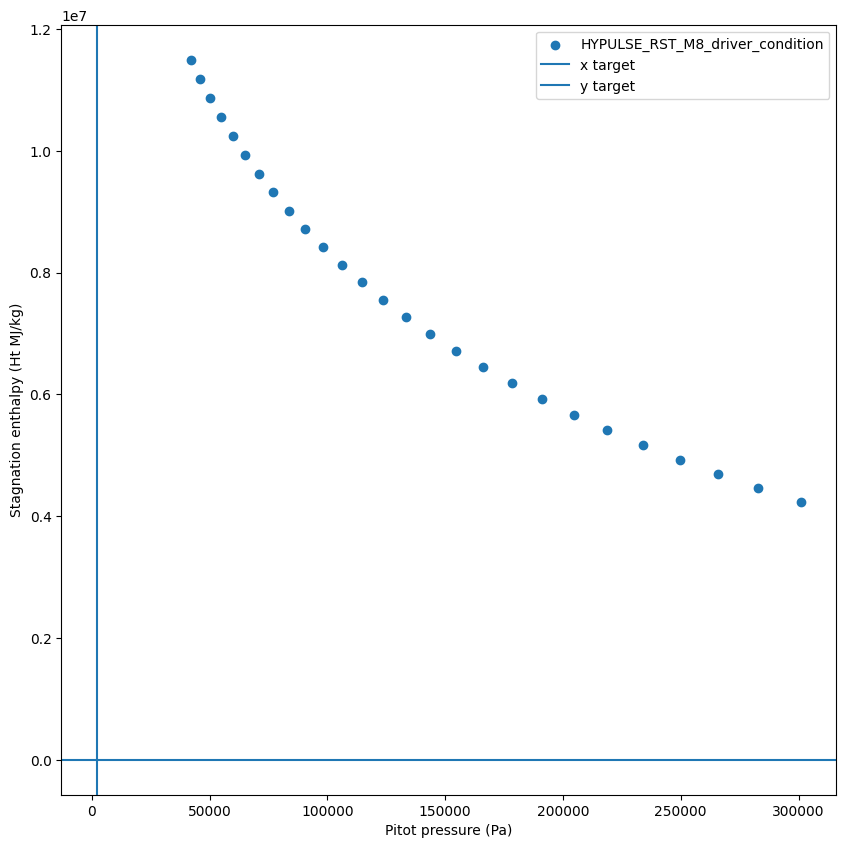 1e7
HYPULSE_RST_M8_driver_condition
x target
y target
1.2
1.0
0.8
0.6
0.4
0.2
0.0
Stagnation enthalpy (Ht MJ/kg)
0
50000
100000
150000
200000
250000
300000
Pitot pressure (Pa)